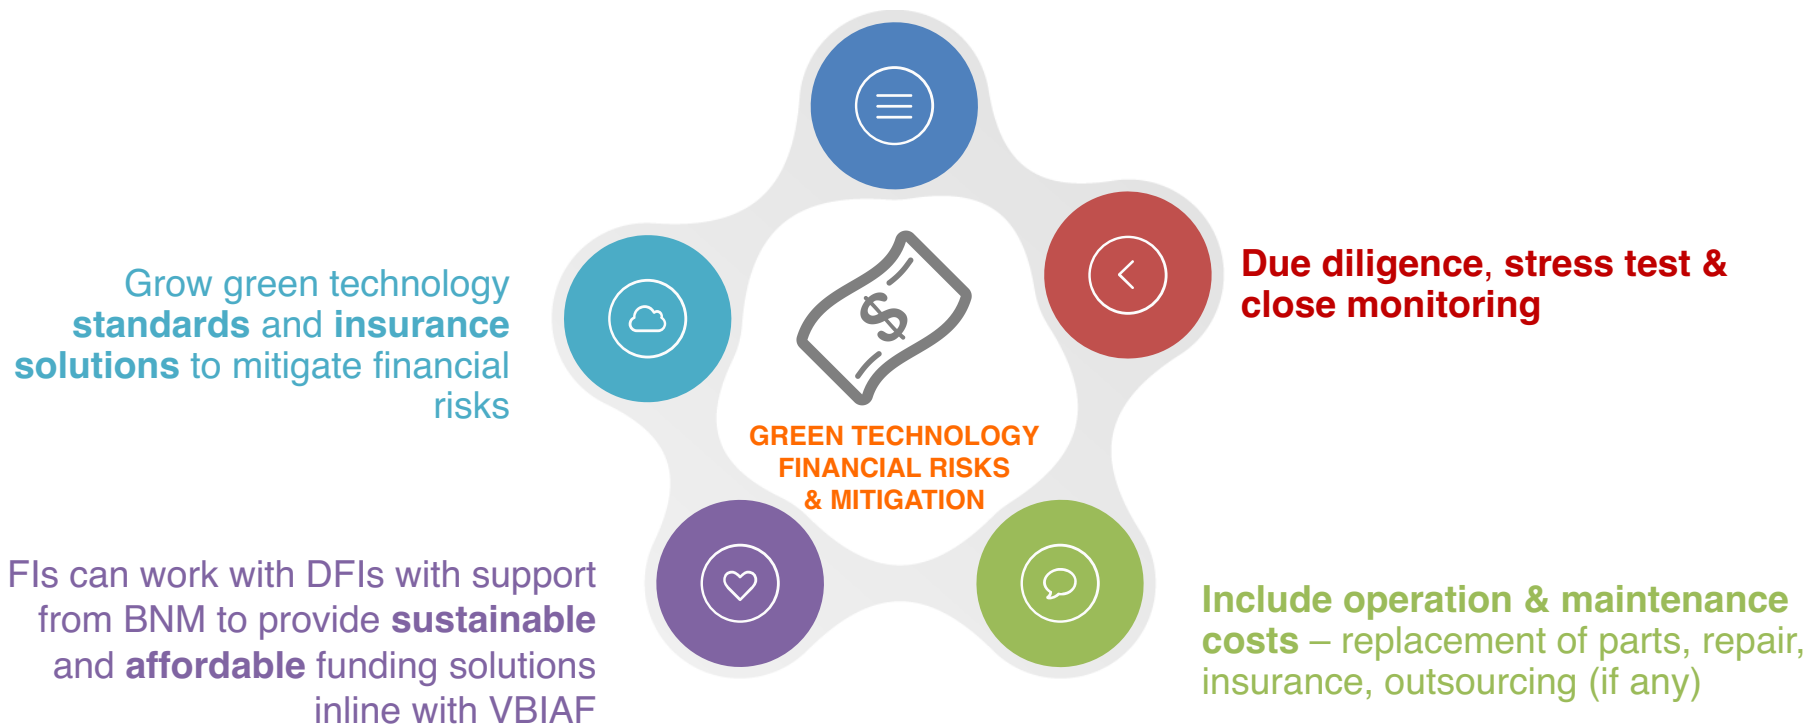 Due diligence, stress test &
close monitoring
Grow green technology
standards and insurance
solutions to mitigate financial
risks
GREEN TECHNOLOGY
FINANCIAL RISKS
& MITIGATION
FIs can work with DFIs with support
from BNM to provide sustainable
and affordable funding solutions
inline with VBIAF
Include operation & maintenance
costs – replacement of parts, repair,
insurance, outsourcing (if any)